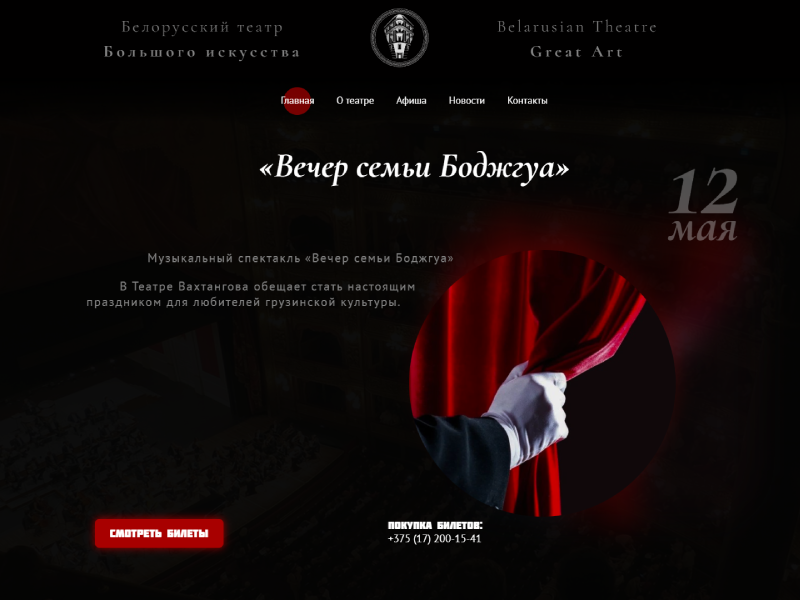 Белорусский театр
Большого искусства
Belarusian Theatre
Great Art
Главная О театре Афиша Новости Контакты
«Вечер семьи Боджгуа»
12
мая
Музыкальный спектакль «Вечер семьи Боджгуа»
В Театре Вахтангова обещает стать настоящим
праздником для любителей грузинской культуры.
СМОТРЕТЬ БИЛЕТЫ
ПОКУПКА БИЛЕТОВ:
+375 (17) 200-15-41